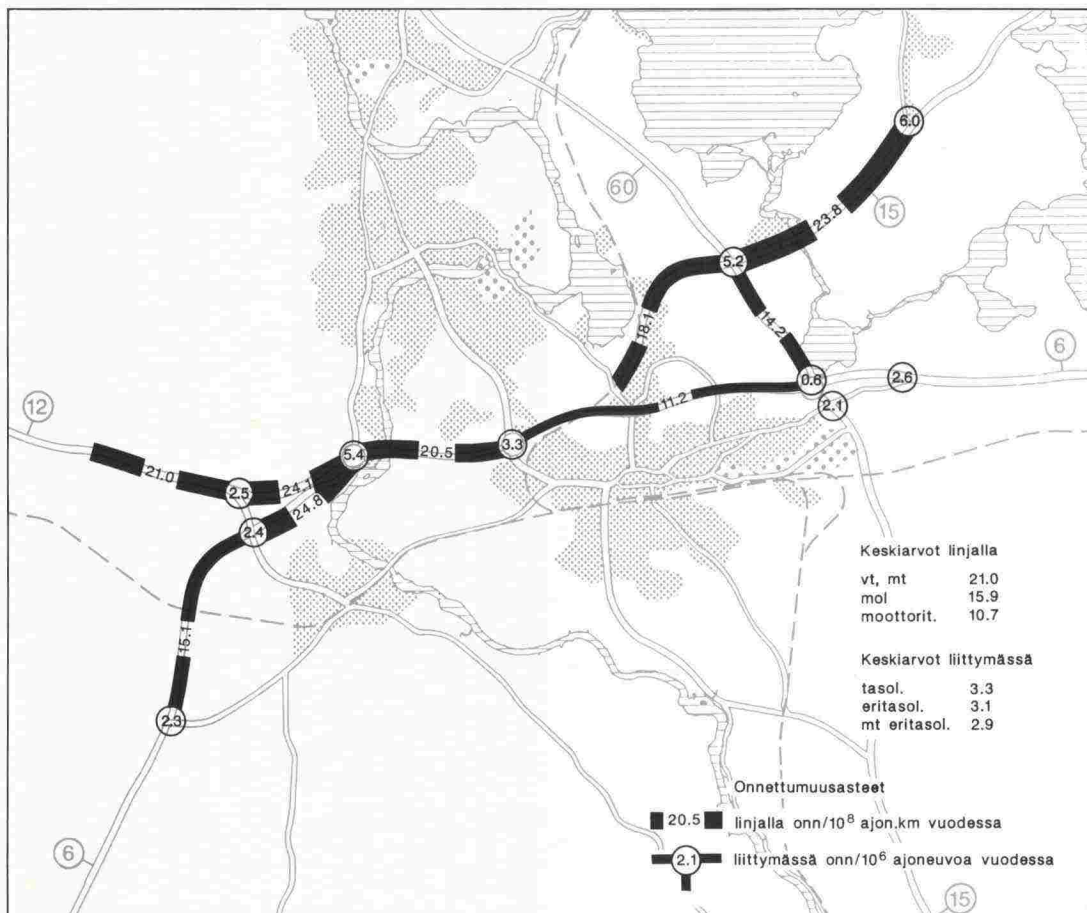 6.0
60
15
23.8
5.2
18.1
14.2
6
0.6
2.6
11.2
2.1
12
3.3
20.5
5.4
21.0
2.5
24.1
24.8
2.4
15.1
2.3
6
15
Keskiarvot linjalla
vt, mt 21.0
mol 15.9
moottorit. 10.7
Keskiarvot liittymässä
tasol. 3.3
eritasol. 3.1
mt eritasol. 2.9
Onnettumuusasteet
20.5 linjalla onn/10⁸ ajon.km vuodessa
2.1 liittymässä onn/10⁶ ajoneuvoa vuodessa